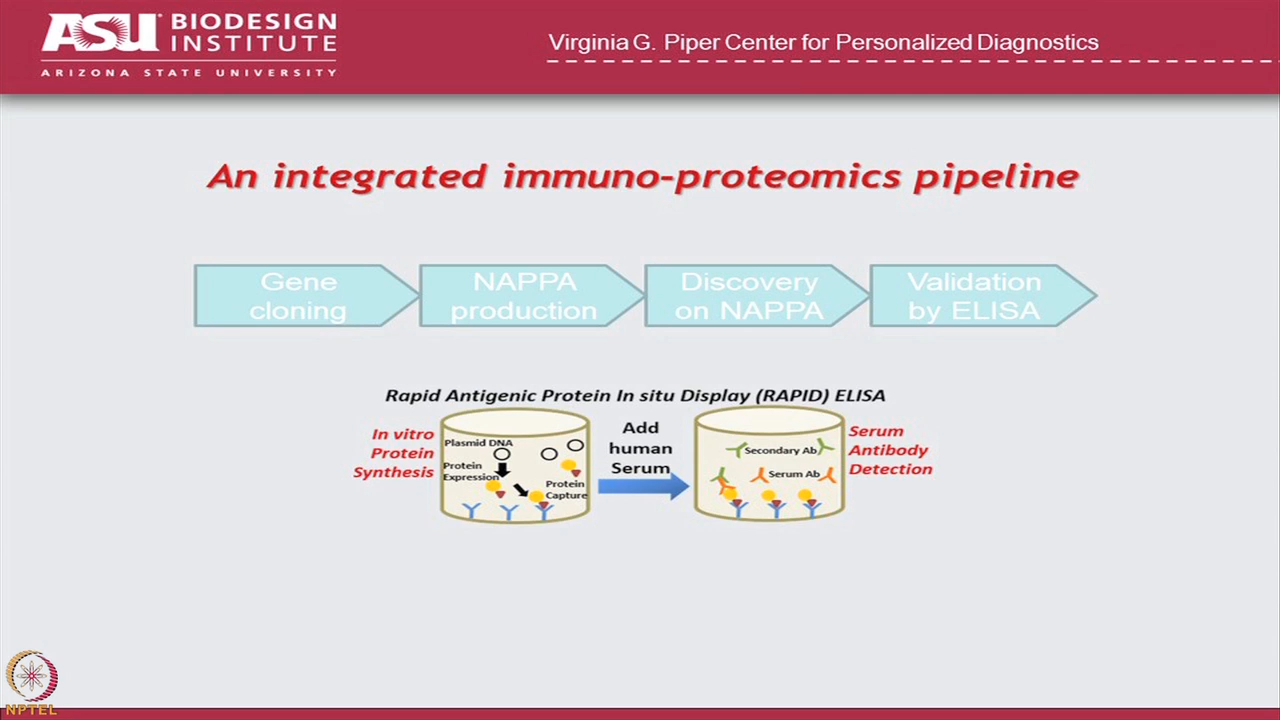 ASU BIODESIGN
INSTITUTE
ARIZONA STATE UNIVERSITY
Virginia G. Piper Center for Personalized Diagnostics
An integrated immuno-proteomics pipeline
Gene
cloning
NAPPA
production
Discovery
on NAPPA
Validation
by ELISA
Rapid Antigenic Protein In situ Display (RAPID) ELISA
In vitro
Protein
Synthesis
Plasmid DNA
Protein
Expression
Protein
Capture
Add
human
Serum
Secondary Ab
Serum Ab
Serum
Antibody
Detection
NPTEL